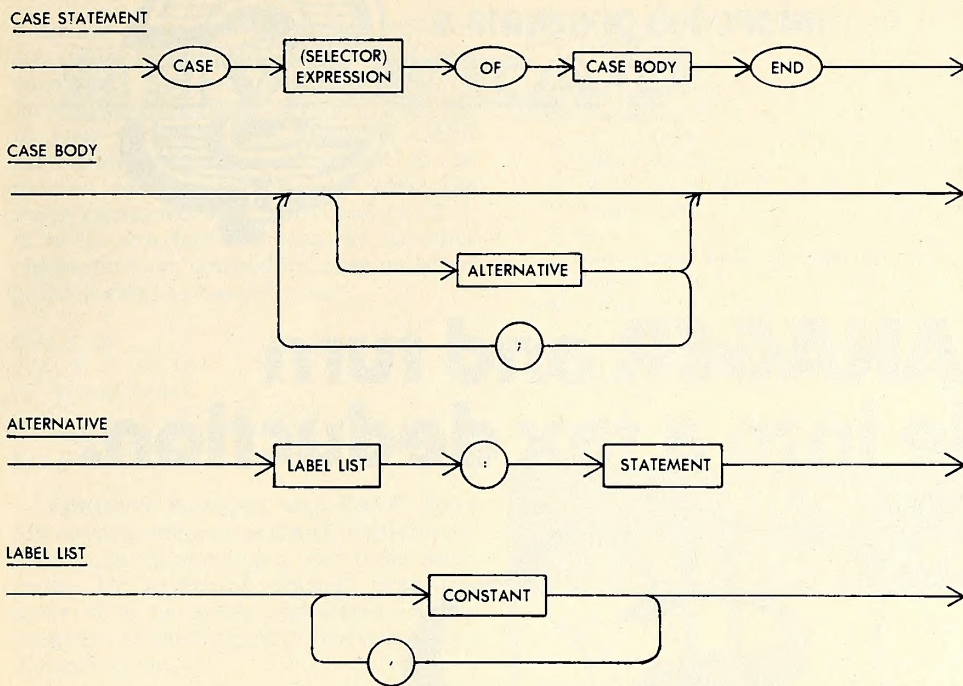 CASE STATEMENT
CASE
(SELECTOR)
EXPRESSION
OF
CASE BODY
END
CASE BODY
ALTERNATIVE
;
ALTERNATIVE
LABEL LIST
:
STATEMENT
LABEL LIST
CONSTANT
,